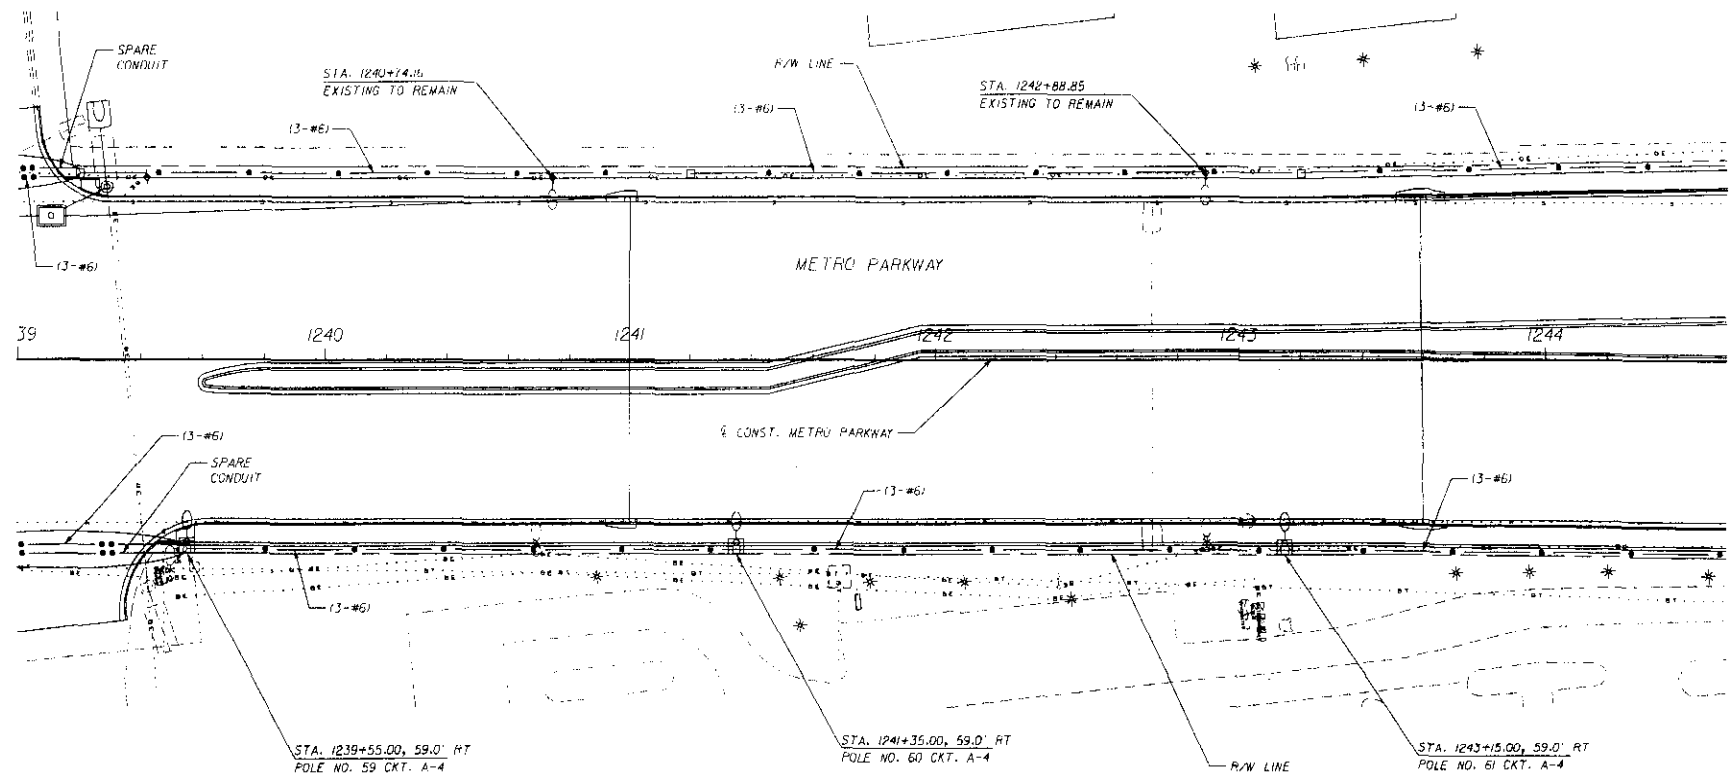 SPARE
CONDUIT
STA. 1240+74.16
EXISTING TO REMAIN
R/W LINE
STA. 1242+88.85
EXISTING TO REMAIN
(3-#6)
(3-#6)
(3-#6)
(3-#6)
METRO PARKWAY
39
1240
1241
1242
1243
1244
℄ CONST. METRO PARKWAY
(3-#6)
SPARE
CONDUIT
(3-#6)
(3-#6)
(3-#6)
STA. 1239+55.00, 59.0' RT
POLE NO. 59 CKT. A-4
STA. 1241+35.00, 59.0' RT
POLE NO. 60 CKT. A-4
R/W LINE
STA. 1243+15.00, 59.0' RT
POLE NO. 61 CKT. A-4